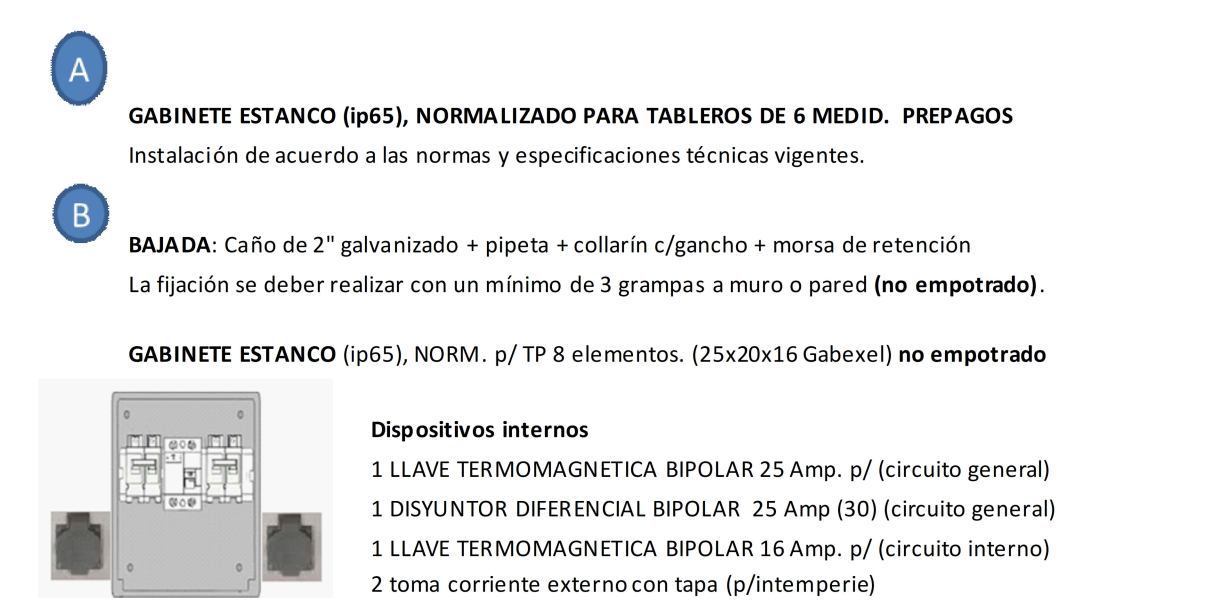 A
GABINETE ESTANCO (ip65), NORMALIZADO PARA TABLEROS DE 6 MEDID. PREPAGOS
Instalación de acuerdo a las normas y especificaciones técnicas vigentes.
B
BAJADA: Caño de 2" galvanizado + pipeta + collarín c/gancho + morsa de retención
La fijación se deber realizar con un mínimo de 3 grampas a muro o pared (no empotrado).
GABINETE ESTANCO (ip65), NORM. p/ TP 8 elementos. (25x20x16 Gabexel) no empotrado
Dispositivos internos
1 LLAVE TERMOMAGNETICA BIPOLAR 25 Amp. p/ (circuito general)
1 DISYUNTOR DIFERENCIAL BIPOLAR 25 Amp (30) (circuito general)
1 LLAVE TERMOMAGNETICA BIPOLAR 16 Amp. p/ (circuito interno)
2 toma corriente externo con tapa (p/intemperie)